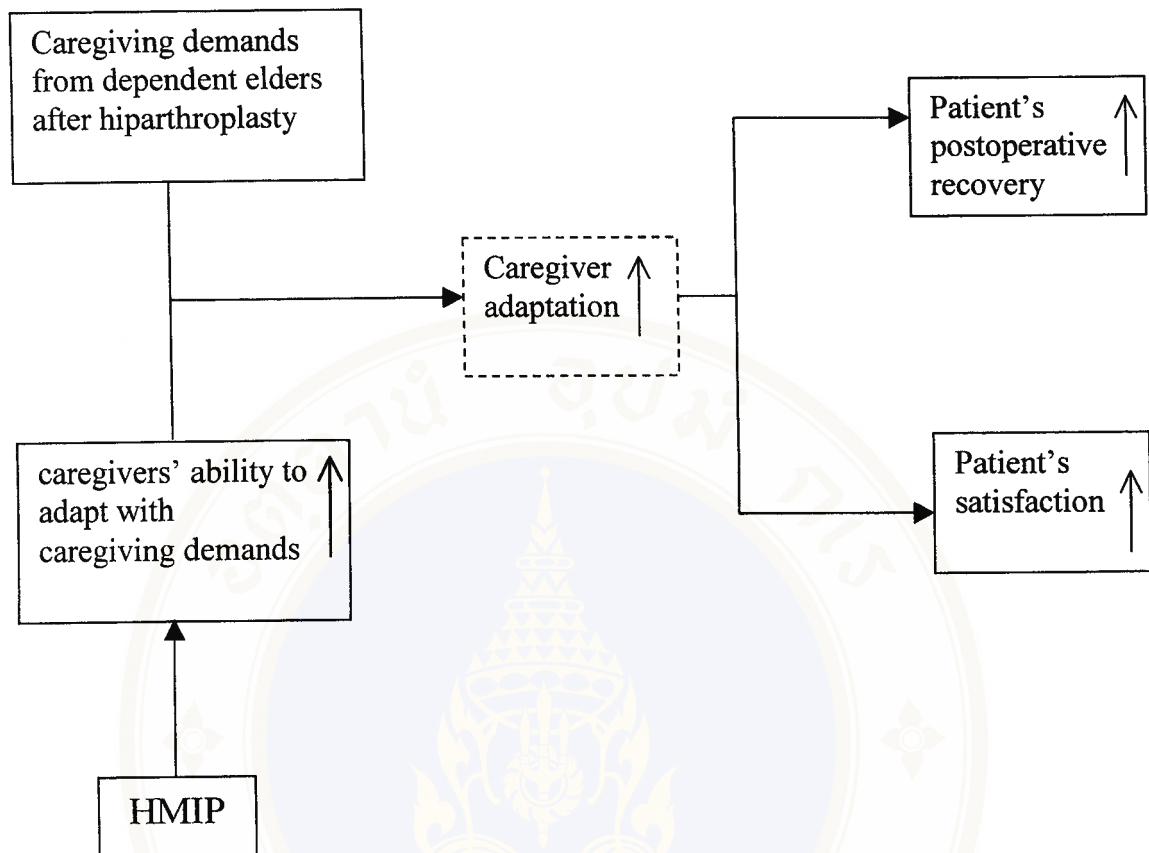 Caregiving demands
from dependent elders
after hiparthroplasty
Patient's
postoperative
recovery
Caregiver
adaptation
caregivers' ability to
adapt with
caregiving demands
Patient's
satisfaction
HMIP